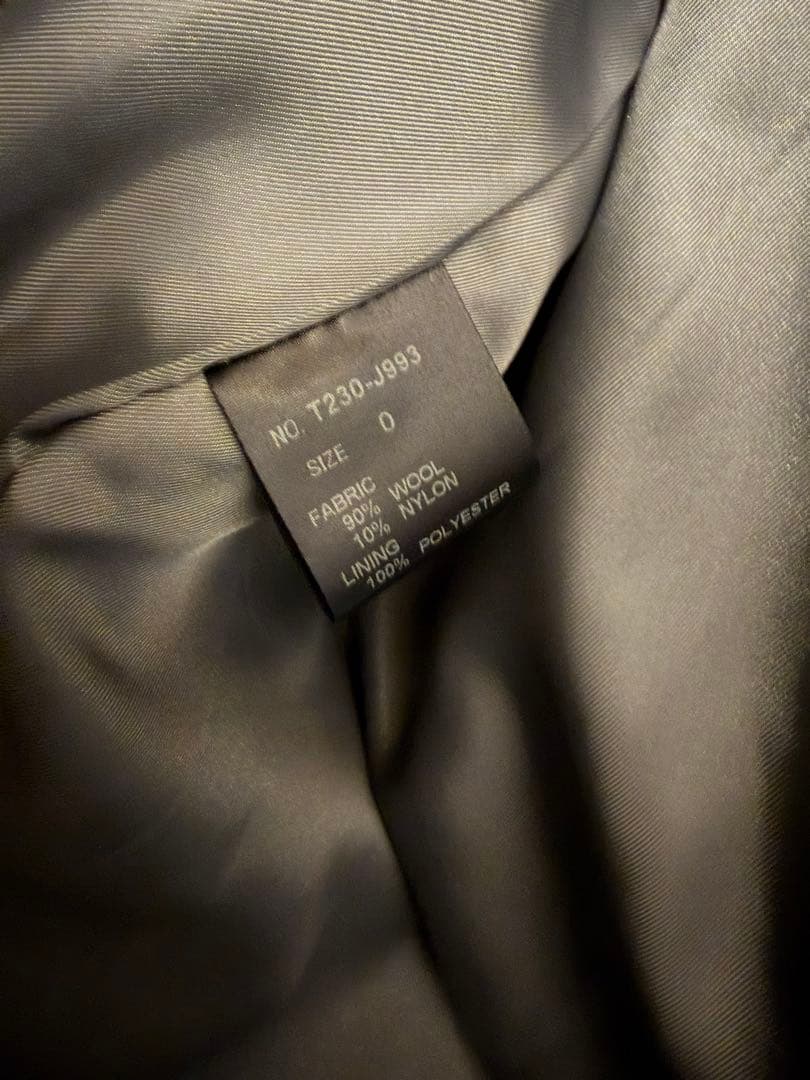 NO. T230-J993
SIZE 0
FABRIC
90% WOOL
10% NYLON
LINING
100% POLYESTER